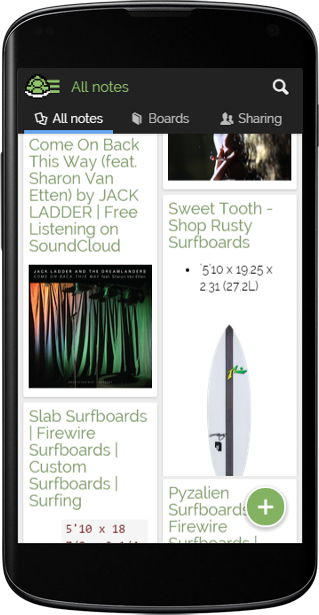 All notes
All notes
Boards
Sharing
Come On Back
This Way (feat.
Sharon Van
Etten) by JACK
LADDER | Free
Listening on
SoundCloud
JACK LADDER AND THE DREAMLANDERS
COME ON BACK THIS WAY feat. Sharon Van Etten
Slab Surfboards
| Firewire
Surfboards |
Custom
Surfboards |
Surfing
5'10 x 18
Sweet Tooth -
Shop Rusty
Surfboards
`5'10 x 19.25 x
2.31 (27.2L)
Pyzalien
Surfboards
Firewire
Surfboards |